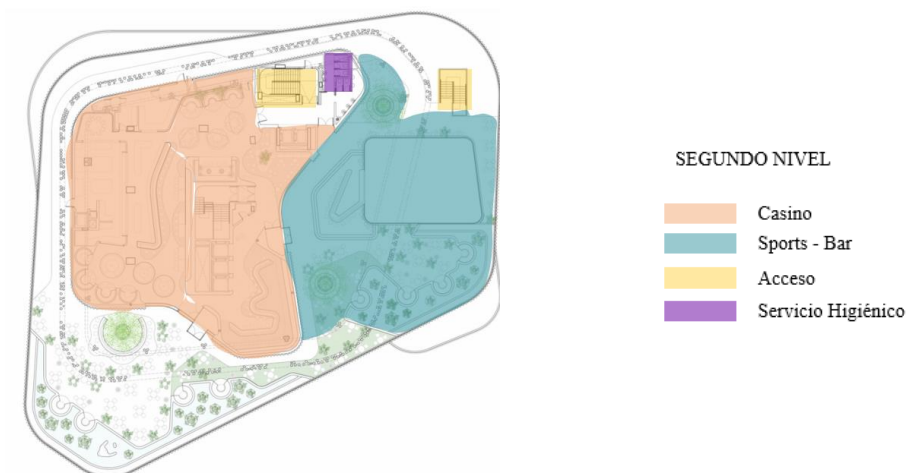 SEGUNDO NIVEL
Casino
Sports - Bar
Acceso
Servicio Higiénico